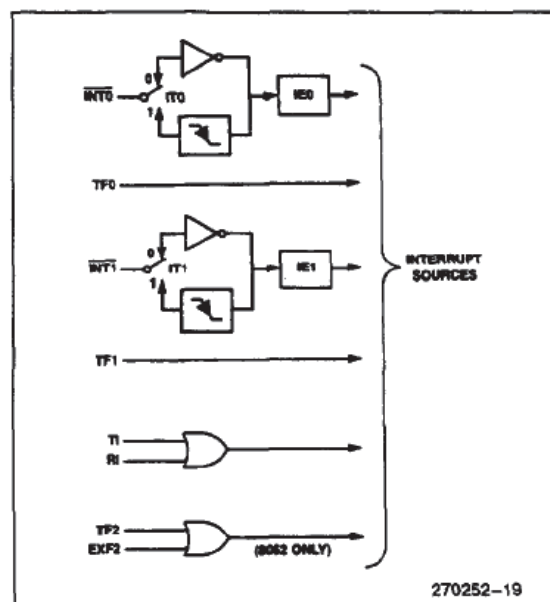 0
INT0
IT0
IE0
1
TF0
0
INT1
IT1
IE1
1
INTERRUPT
SOURCES
TF1
TI
RI
TF2
EXF2
(8052 ONLY)
270252–19